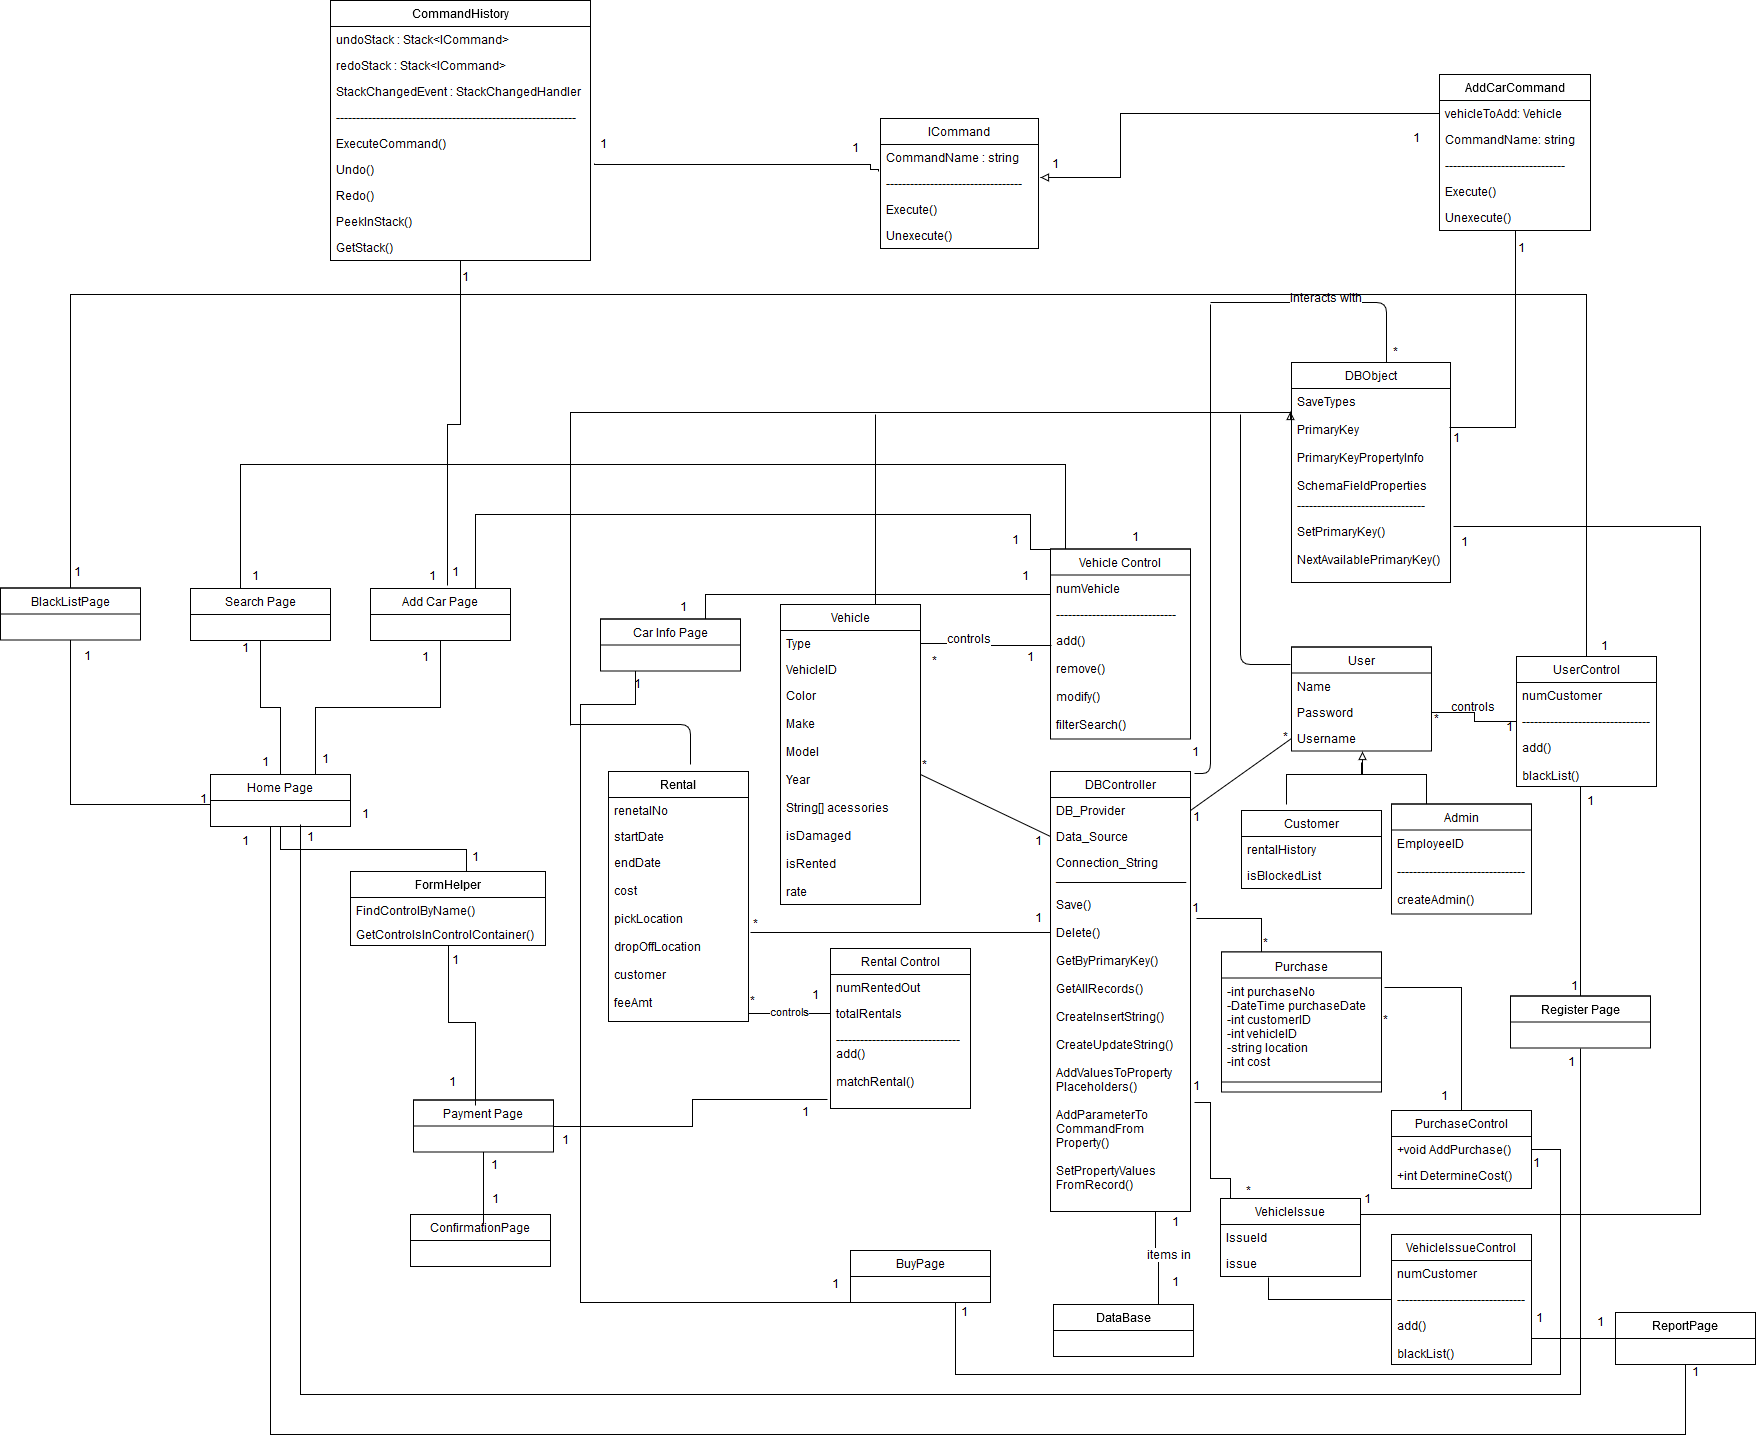 CommandHistory
undoStack : Stack<ICommand>
redoStack : Stack<ICommand>
StackChangedEvent : StackChangedHandler
------------------------------------------------------------
ExecuteCommand()
Undo()
Redo()
PeekInStack()
GetStack()
1
1
1
ICommand
CommandName : string
----------------------------------
Execute()
Unexecute()
1
1
AddCarCommand
vehicleToAdd: Vehicle
CommandName: string
------------------------------
Execute()
Unexecute()
1
1
interacts with
*
DBObject
SaveTypes
PrimaryKey
PrimaryKeyPropertyInfo
SchemaFieldProperties
--------------------------------
SetPrimaryKey()
NextAvailablePrimaryKey()
1
1
BlackListPage
1
1
Search Page
1
1
1
Add Car Page
1
1
Car Info Page
1
Vehicle
Type
VehicleID
Color
Make
Model
Year
String[] acessories
isDamaged
isRented
rate
controls
*
1
*
1
1
1
1
Vehicle Control
numVehicle
------------------------------
add()
remove()
modify()
filterSearch()
1
User
Name
Password
Username
*
*
controls
1
1
UserControl
numCustomer
--------------------------------
add()
blackList()
1
1
1
1
Home Page
1
1
1
1
FormHelper
FindControlByName()
GetControlsInControlContainer()
1
Rental
renetalNo
startDate
endDate
cost
pickLocation
dropOffLocation
customer
feeAmt
*
1
*
controls
1
Rental Control
numRentedOut
totalRentals
-------------------------------
add()
matchRental()
1
DBController
DB_Provider
Data_Source
Connection_String
Save()
Delete()
GetByPrimaryKey()
GetAllRecords()
CreateInsertString()
CreateUpdateString()
AddValuesToProperty
Placeholders()
AddParameterTo
CommandFrom
Property()
SetPropertyValues
FromRecord()
1
1
1
Customer
rentalHistory
isBlockedList
Admin
EmployeeID
--------------------------------
createAdmin()
*
Purchase
-int purchaseNo
-DateTime purchaseDate
-int customerID
-int vehicleID
-string location
-int cost
*
1
1
Register Page
1
PurchaseControl
+void AddPurchase()
+int DetermineCost()
1
1
Payment Page
1
1
1
ConfirmationPage
*
VehicleIssue
IssueId
issue
1
VehicleIssueControl
numCustomer
--------------------------------
add()
blackList()
1
1
ReportPage
1
1
BuyPage
1
1
items in
1
DataBase